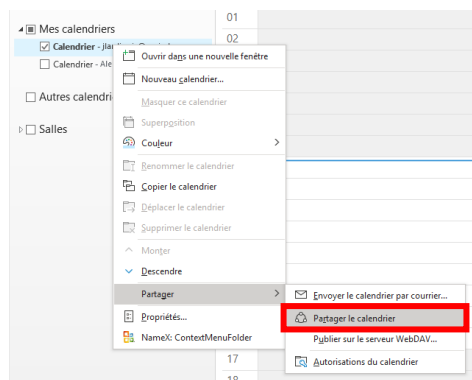 01
Mes calendriers
02
Calendrier -
Calendrier - Ale
Autres calendri
Salles
Ouvrir dans une nouvelle fenêtre
Nouveau calendrier...
Masquer ce calendrier
Superposition
Couleur
Renommer le calendrier
Copier le calendrier
Déplacer le calendrier
Supprimer le calendrier
Monter
Descendre
Partager
Propriétés...
NameX: ContextMenuFolder
Envoyer le calendrier par courrier...
Partager le calendrier
Publier sur le serveur WebDAV...
Autorisations du calendrier
17
18